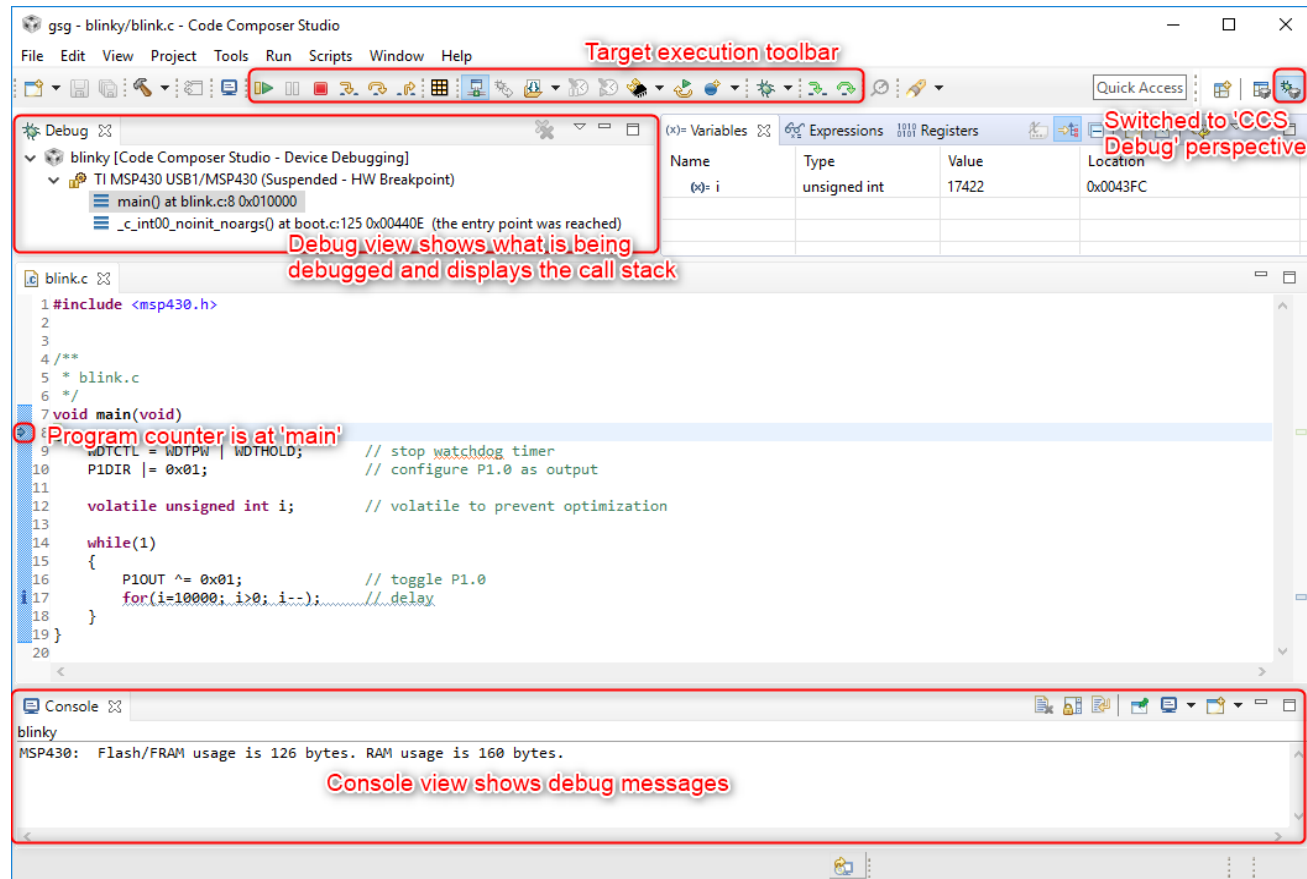 gsg - blinky/blink.c - Code Composer Studio
File Edit View Project Tools Run Scripts Window Help
Target execution toolbar
Quick Access
Switched to 'CCS
Debug' perspective
Debug
blinky [Code Composer Studio - Device Debugging]
TI MSP430 USB1/MSP430 (Suspended - HW Breakpoint)
main() at blink.c:8 0x010000
_c_int00_noinit_noargs() at boot.c:125 0x00440E (the entry point was reached)
Debug view shows what is being
debugged and displays the call stack
(x)= Variables Expressions 1010 0101 Registers
Name Type Value Location
(x)= i unsigned int 17422 0x0043FC
blink.c
1 #include <msp430.h>
2
3
4 /**
5 * blink.c
6 */
7 void main(void)
8
Program counter is at 'main'
9 WDTCTL = WDTPW | WDTHOLD; // stop watchdog timer
10 P1DIR |= 0x01; // configure P1.0 as output
11
12 volatile unsigned int i; // volatile to prevent optimization
13
14 while(1)
15 {
16 P1OUT ^= 0x01; // toggle P1.0
17 for(i=10000; i>0; i--); // delay
18 }
19 }
20
Console
blinky
MSP430: Flash/FRAM usage is 126 bytes. RAM usage is 160 bytes.
Console view shows debug messages